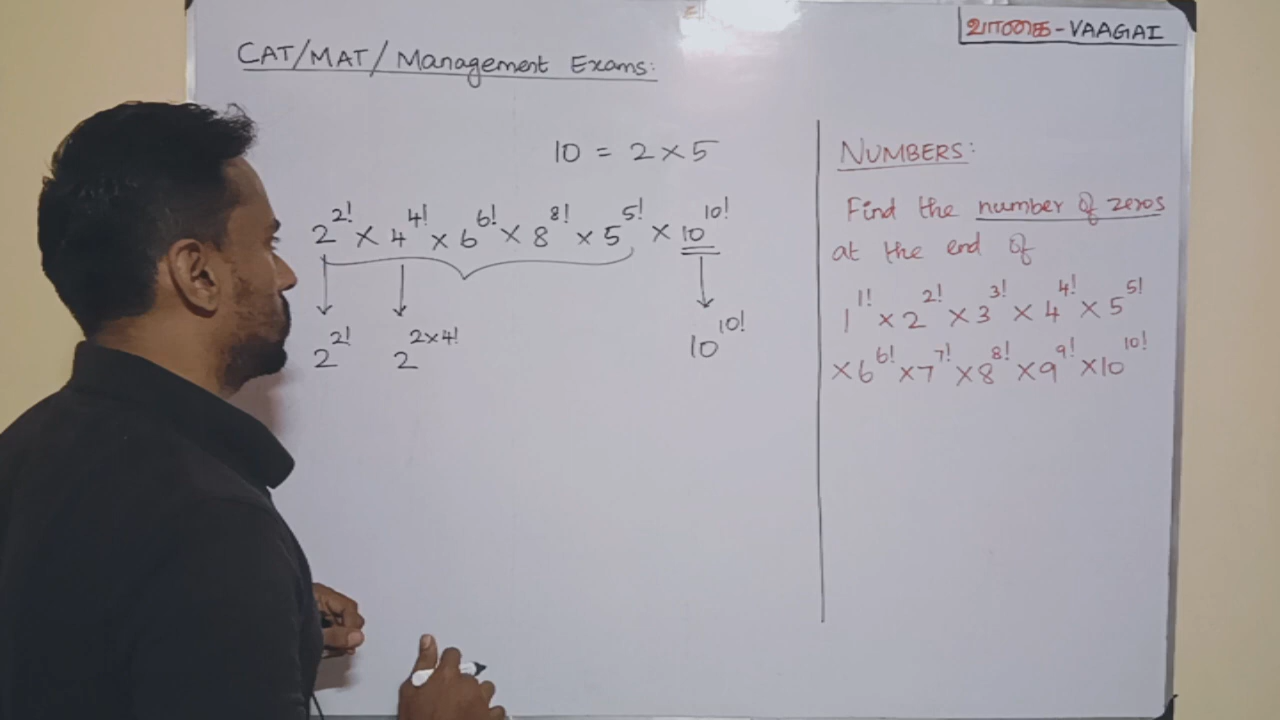 வாகை - VAAGAI
CAT/MAT/Management Exams:
10 = 2 × 5
2^2! × 4^4! × 6^6! × 8^8! × 5^5! × 10^10!
2^2! 2^2×4! 10^10!
NUMBERS:
Find the number of zeros
at the end of
1^1! × 2^2! × 3^3! × 4^4! × 5^5!
× 6^6! × 7^7! × 8^8! × 9^9! × 10^10!